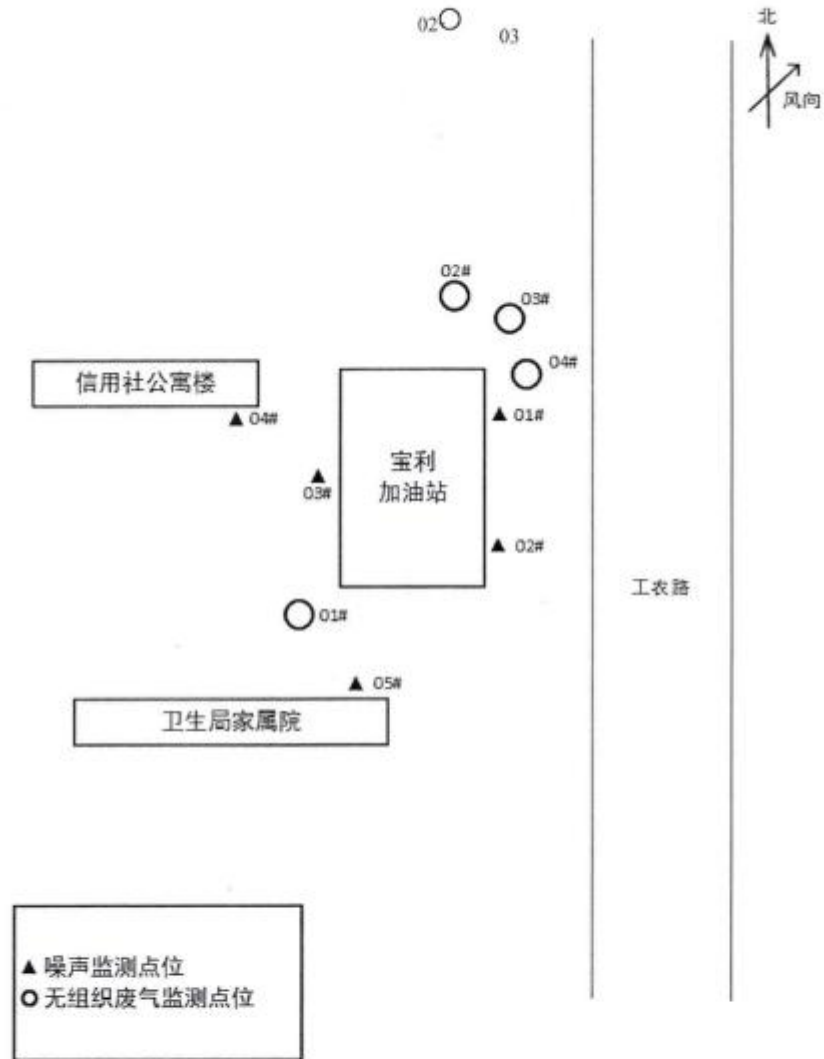 02
03
北
风向
02#
03#
04#
信用社公寓楼
04#
01#
宝利
加油站
03#
02#
工农路
01#
05#
卫生局家属院
▲ 噪声监测点位
无组织废气监测点位